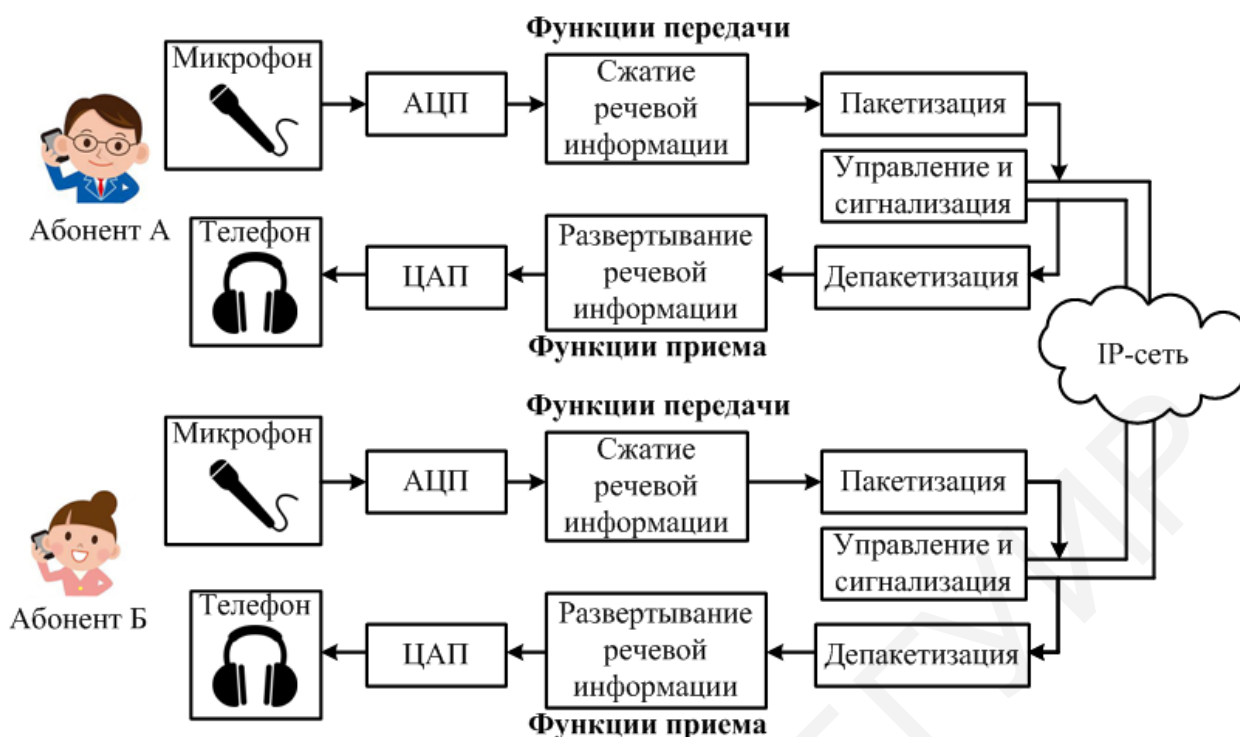 Функции передачи
Микрофон
АЦП
Сжатие
речевой
информации
Пакетизация
Управление и
сигнализация
Абонент А
Телефон
ЦАП
Развертывание
речевой
информации
Депакетизация
Функции приема
IP-сеть
Функции передачи
Микрофон
АЦП
Сжатие
речевой
информации
Пакетизация
Управление и
сигнализация
Абонент Б
Телефон
ЦАП
Развертывание
речевой
информации
Депакетизация
Функции приема